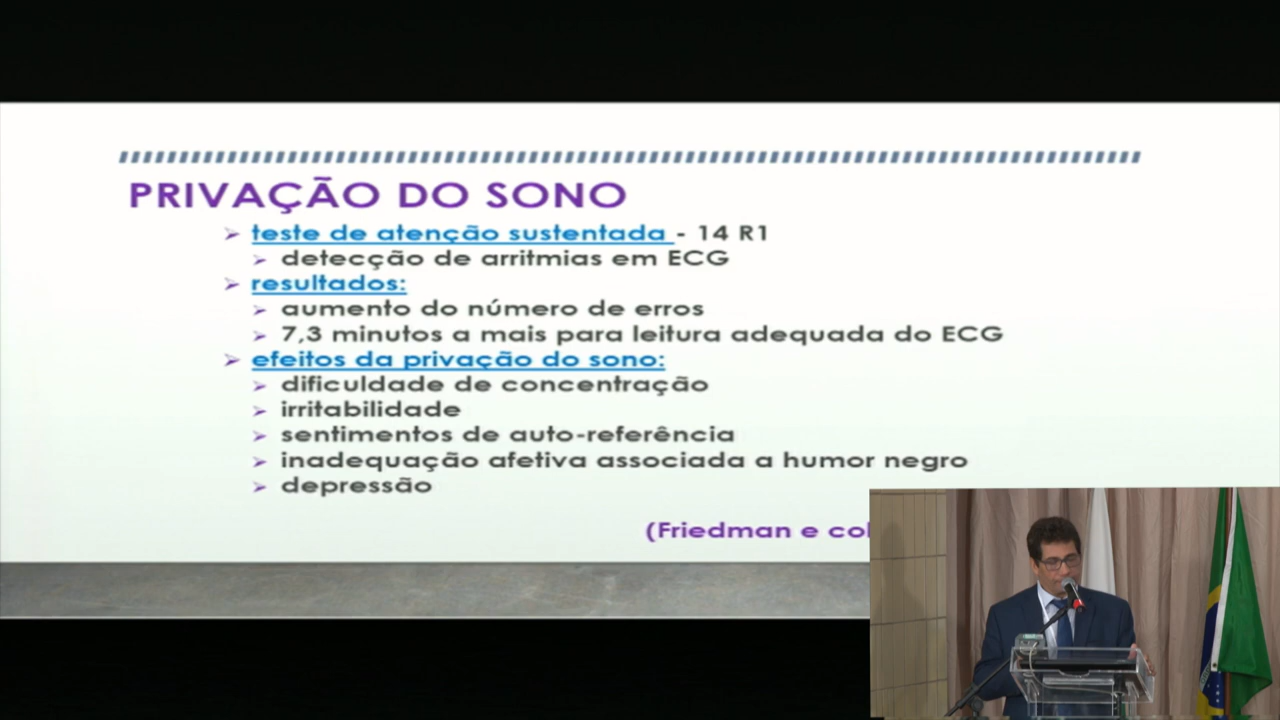 PRIVAÇÃO DO SONO
teste de atenção sustentada - 14 R1
detecção de arritmias em ECG
resultados:
aumento do número de erros
7,3 minutos a mais para leitura adequada do ECG
efeitos da privação do sono:
dificuldade de concentração
irritabilidade
sentimentos de auto-referência
inadequação afetiva associada a humor negro
depressão
(Friedman e col